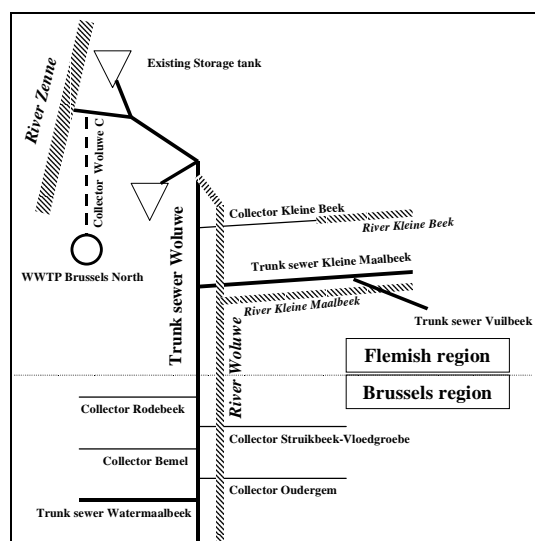 Existing Storage tank
River Zenne
Collector Woluwe C
Collector Kleine Beek
River Kleine Beek
WWTP Brussels North
Trunk sewer Kleine Maalbeek
Trunk sewer Woluwe
River Kleine Maalbeek
Trunk sewer Vuilbeek
River Woluwe
Flemish region
Brussels region
Collector Rodebeek
Collector Struikbeek-Vloedgroebe
Collector Bemel
Collector Oudergem
Trunk sewer Watermaalbeek